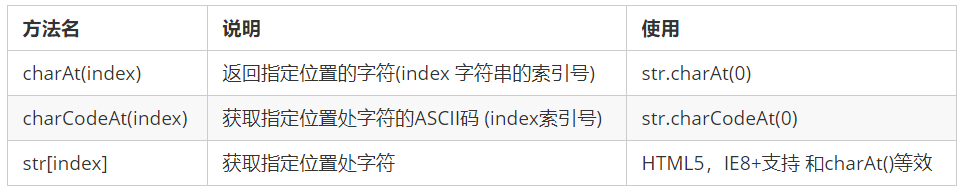 方法名 说明 使用
charAt(index) 返回指定位置的字符(index 字符串的索引号) str.charAt(0)
charCodeAt(index) 获取指定位置处字符的ASCII码 (index索引号) str.charCodeAt(0)
str[index] 获取指定位置处字符 HTML5，IE8+支持 和charAt()等效